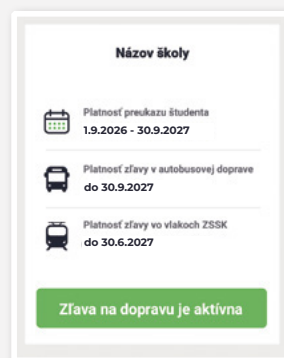 Názov školy
Platnosť preukazu študenta
1.9.2026 - 30.9.2027
Platnosť zľavy v autobusovej doprave
do 30.9.2027
Platnosť zľavy vo vlakoch ZSSK
do 30.6.2027
Zľava na dopravu je aktívna